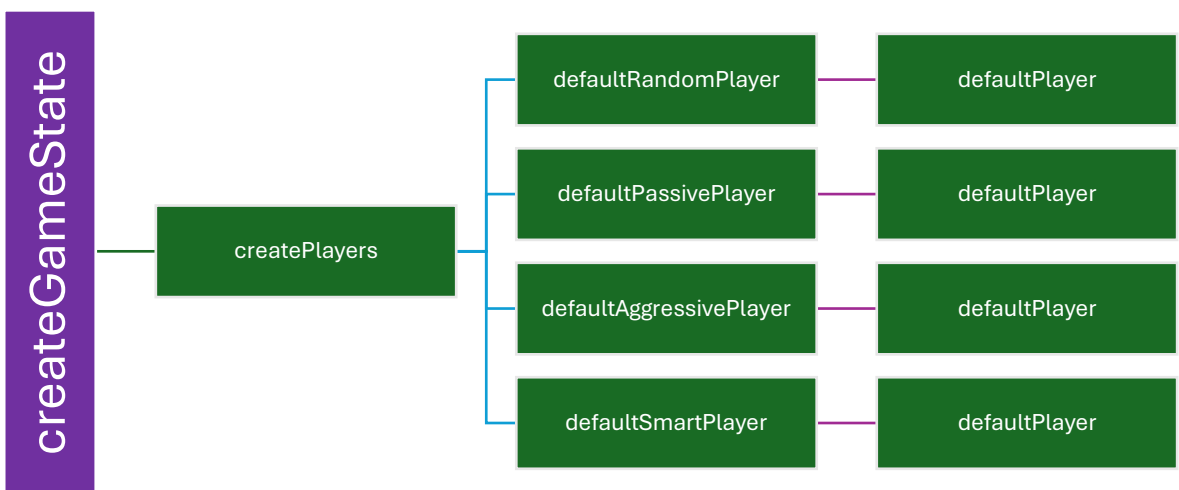 createGameState
createPlayers
defaultRandomPlayer
defaultPlayer
defaultPassivePlayer
defaultPlayer
defaultAggressivePlayer
defaultPlayer
defaultSmartPlayer
defaultPlayer